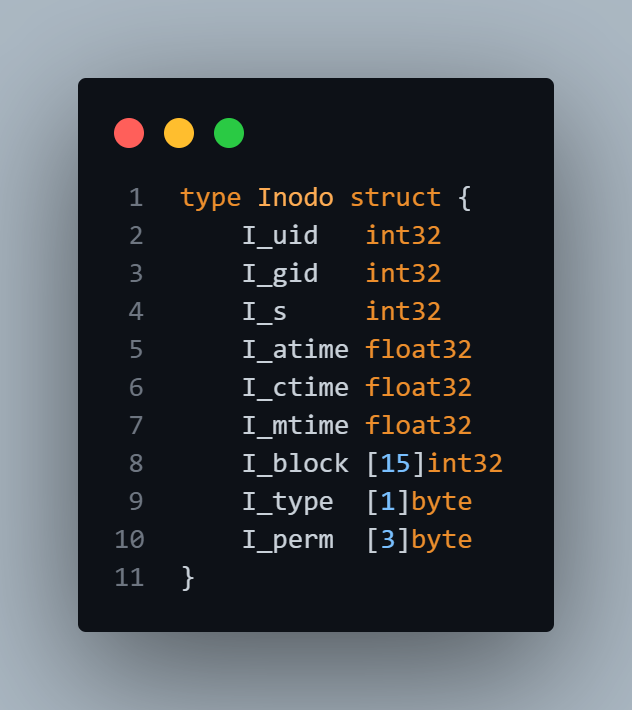 1 type Inodo struct {
2     I_uid   int32
3     I_gid   int32
4     I_s     int32
5     I_atime float32
6     I_ctime float32
7     I_mtime float32
8     I_block [15]int32
9     I_type  [1]byte
10     I_perm  [3]byte
11 }